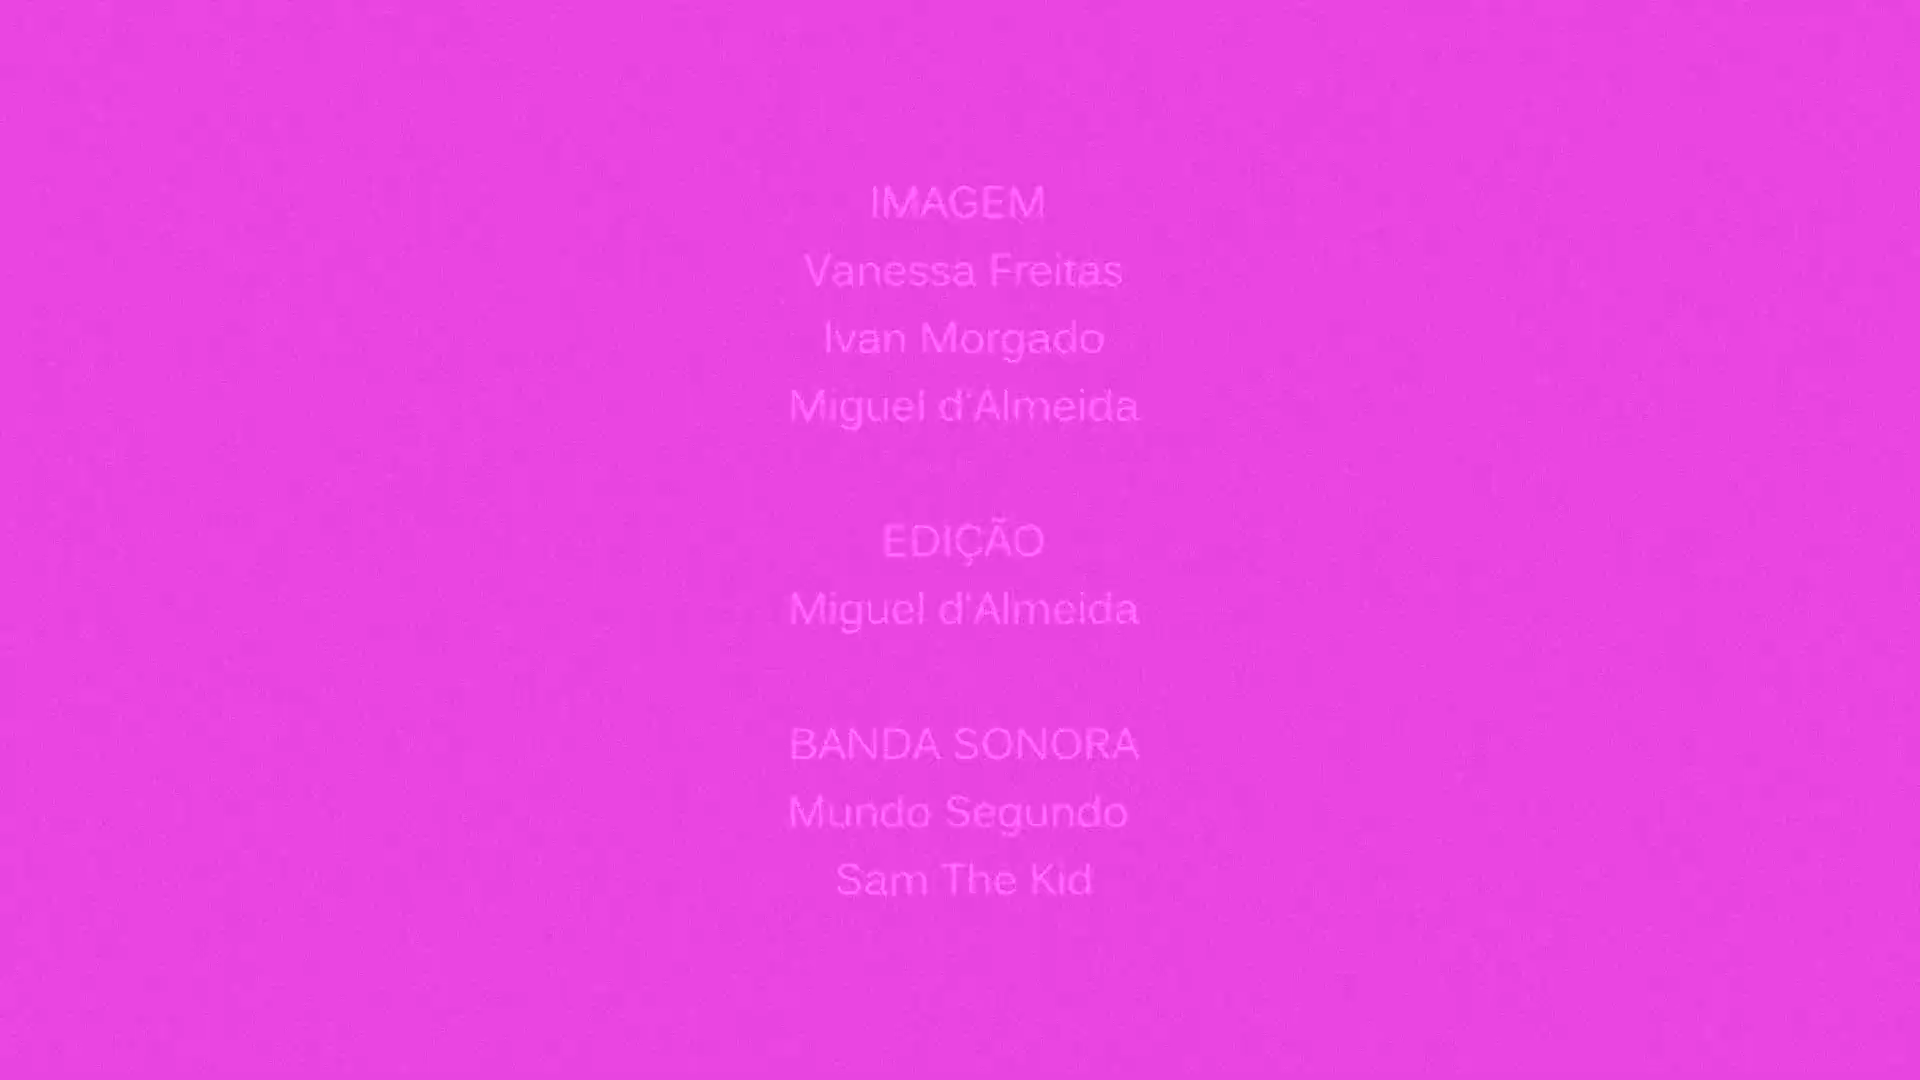 IMAGEM
Vanessa Freitas
Ivan Morgado
Miguel d'Almeida
EDIÇÃO
Miguel d'Almeida
BANDA SONORA
Mundo Segundo
Sam The Kid